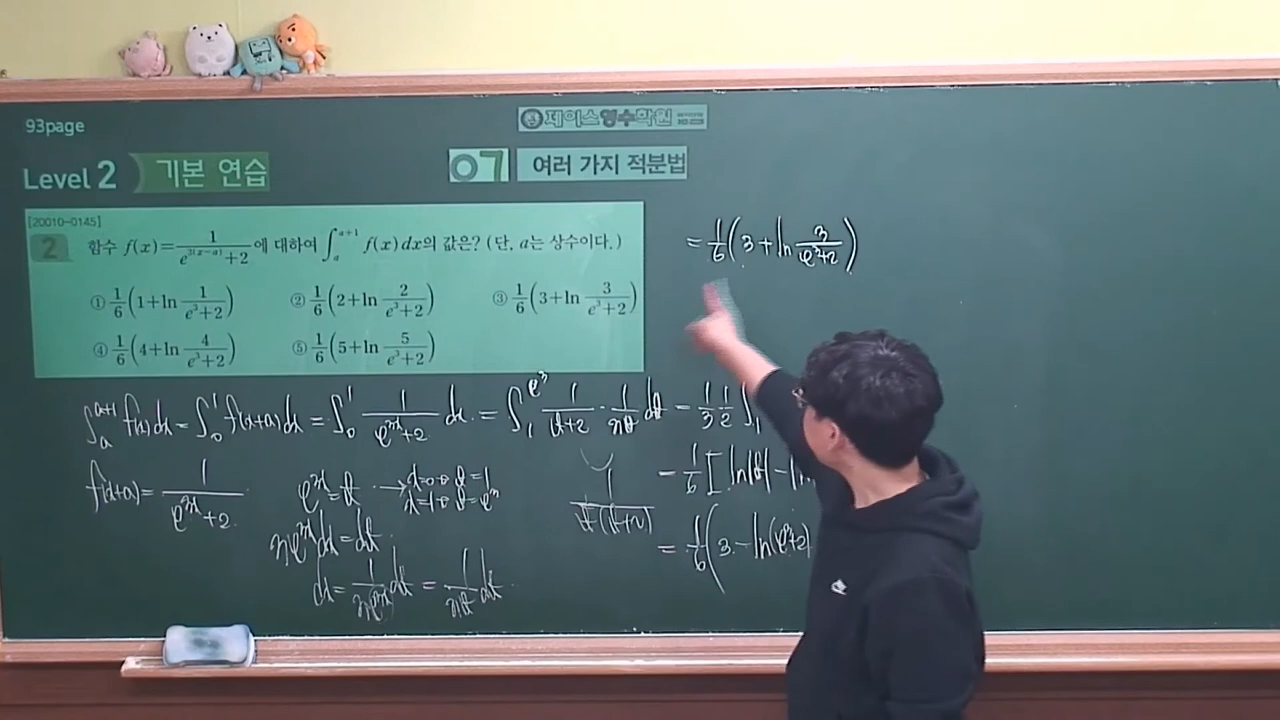 93page
제이스영수학원
Level 2 기본 연습
07 여러 가지 적분법
[20010-0145]
2 함수 f(x)=1/(e^{3(x-a)}+2)에 대하여 ∫_a^{a+1} f(x)dx의 값은? (단, a는 상수이다.)
① 1/6(1+ln 1/(e³+2)) ② 1/6(2+ln 2/(e³+2)) ③ 1/6(3+ln 3/(e³+2))
④ 1/6(4+ln 4/(e³+2)) ⑤ 1/6(5+ln 5/(e³+2))
= 1/6(3+ln 3/(e³+2))
∫_a^{a+1} f(x)dx = ∫_0^1 f(x+a)dx = ∫_0^1 1/(e^{3x}+2) dx = ∫_1^{e³} 1/(t+2) · 1/(3t) dt = 1/3 · 1/2 ∫_1
f(x+a) = 1/(e^{3x}+2)
e^{3x}=t → x=0→t=1
x=1→t=e³
3e^{3x}dx=dt
dx = 1/(3e^{3x}) dt = 1/(3t) dt
1/(t(t+2))
= 1/6 [ln|t| - ln
= 1/6(3-ln(e³+2)